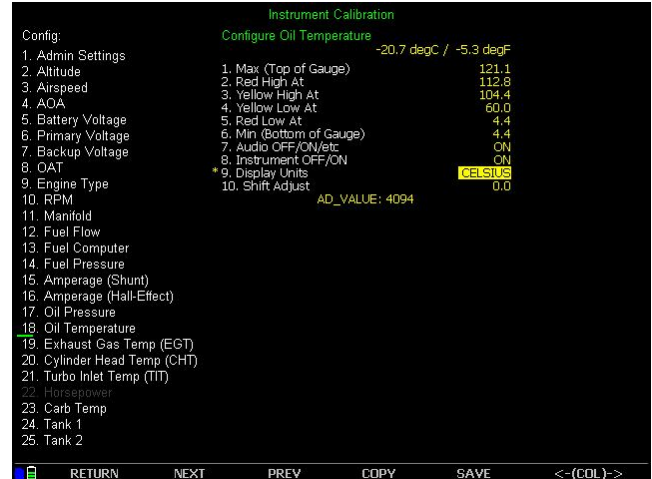 Instrument Calibration
Config:
1. Admin Settings
2. Altitude
3. Airspeed
4. AOA
5. Battery Voltage
6. Primary Voltage
7. Backup Voltage
8. OAT
9. Engine Type
10. RPM
11. Manifold
12. Fuel Flow
13. Fuel Computer
14. Fuel Pressure
15. Amperage (Shunt)
16. Amperage (Hall-Effect)
17. Oil Pressure
18. Oil Temperature
19. Exhaust Gas Temp (EGT)
20. Cylinder Head Temp (CHT)
21. Turbo Inlet Temp (TIT)
22. Horsepower
23. Carb Temp
24. Tank 1
25. Tank 2
Configure Oil Temperature
-20.7 degC / -5.3 degF
1. Max (Top of Gauge) 121.1
2. Red High At 112.8
3. Yellow High At 104.4
4. Yellow Low At 60.0
5. Red Low At 4.4
6. Min (Bottom of Gauge) 4.4
7. Audio OFF/ON/etc ON
8. Instrument OFF/ON ON
*9. Display Units CELSIUS
10. Shift Adjust 0.0
AD_VALUE: 4094
RETURN NEXT PREV COPY SAVE <-(COL)->